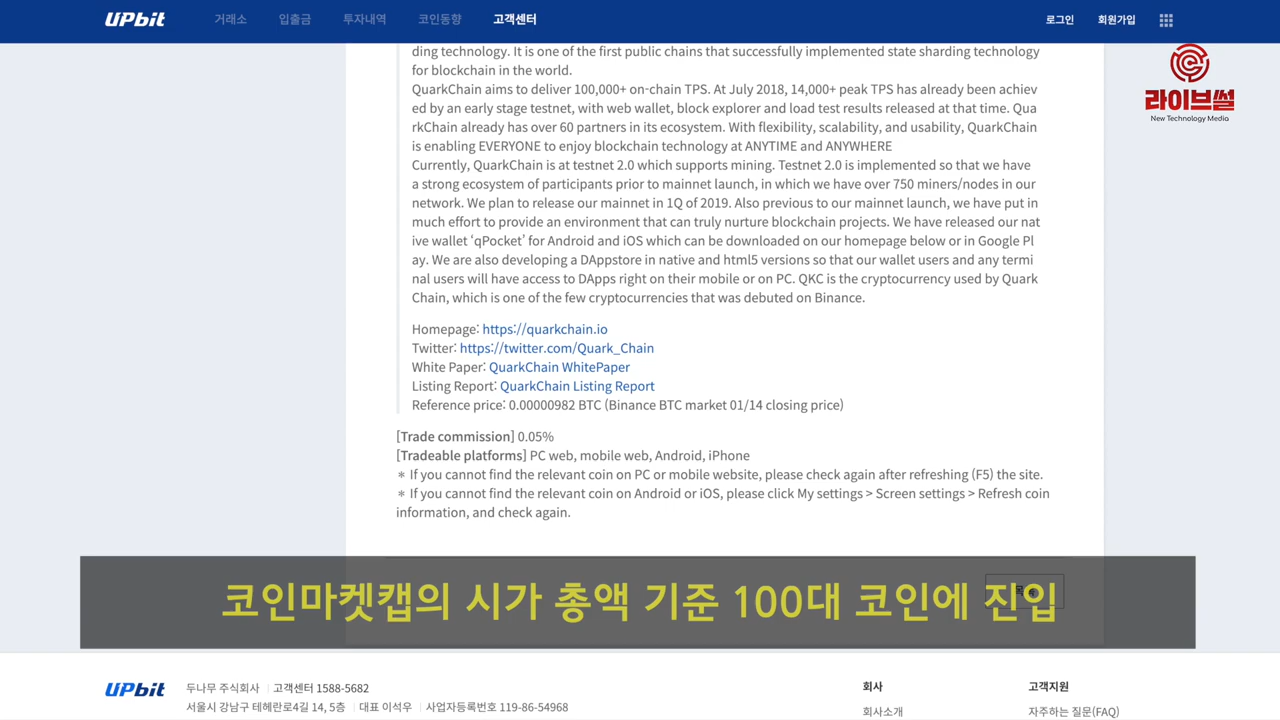 UPbit 거래소 입출금 투자내역 코인동향 고객센터 로그인 회원가입
ding technology. It is one of the first public chains that successfully implemented state sharding technology
for blockchain in the world.
QuarkChain aims to deliver 100,000+ on-chain TPS. At July 2018, 14,000+ peak TPS has already been achiev
ed by an early stage testnet, with web wallet, block explorer and load test results released at that time. Qua
rkChain already has over 60 partners in its ecosystem. With flexibility, scalability, and usability, QuarkChain
is enabling EVERYONE to enjoy blockchain technology at ANYTIME and ANYWHERE
Currently, QuarkChain is at testnet 2.0 which supports mining. Testnet 2.0 is implemented so that we have
a strong ecosystem of participants prior to mainnet launch, in which we have over 750 miners/nodes in our
network. We plan to release our mainnet in 1Q of 2019. Also previous to our mainnet launch, we have put in
much effort to provide an environment that can truly nurture blockchain projects. We have released our nat
ive wallet ‘qPocket’ for Android and iOS which can be downloaded on our homepage below or in Google Pl
ay. We are also developing a DAppstore in native and html5 versions so that our wallet users and any termi
nal users will have access to DApps right on their mobile or on PC. QKC is the cryptocurrency used by Quark
Chain, which is one of the few cryptocurrencies that was debuted on Binance.
라이브썰
New Technology Media
Homepage: https://quarkchain.io
Twitter: https://twitter.com/Quark_Chain
White Paper: QuarkChain WhitePaper
Listing Report: QuarkChain Listing Report
Reference price: 0.00000982 BTC (Binance BTC market 01/14 closing price)
[Trade commission] 0.05%
[Tradeable platforms] PC web, mobile web, Android, iPhone
＊ If you cannot find the relevant coin on PC or mobile website, please check again after refreshing (F5) the site.
＊ If you cannot find the relevant coin on Android or iOS, please click My settings > Screen settings > Refresh coin
information, and check again.
코인마켓캡의 시가 총액 기준 100대 코인에 진입
UPbit 두나무 주식회사 | 고객센터 1588-5682 회사 고객지원
서울시 강남구 테헤란로4길 14, 5층 | 대표 이석우 | 사업자등록번호 119-86-54968 회사소개 자주하는 질문(FAQ)